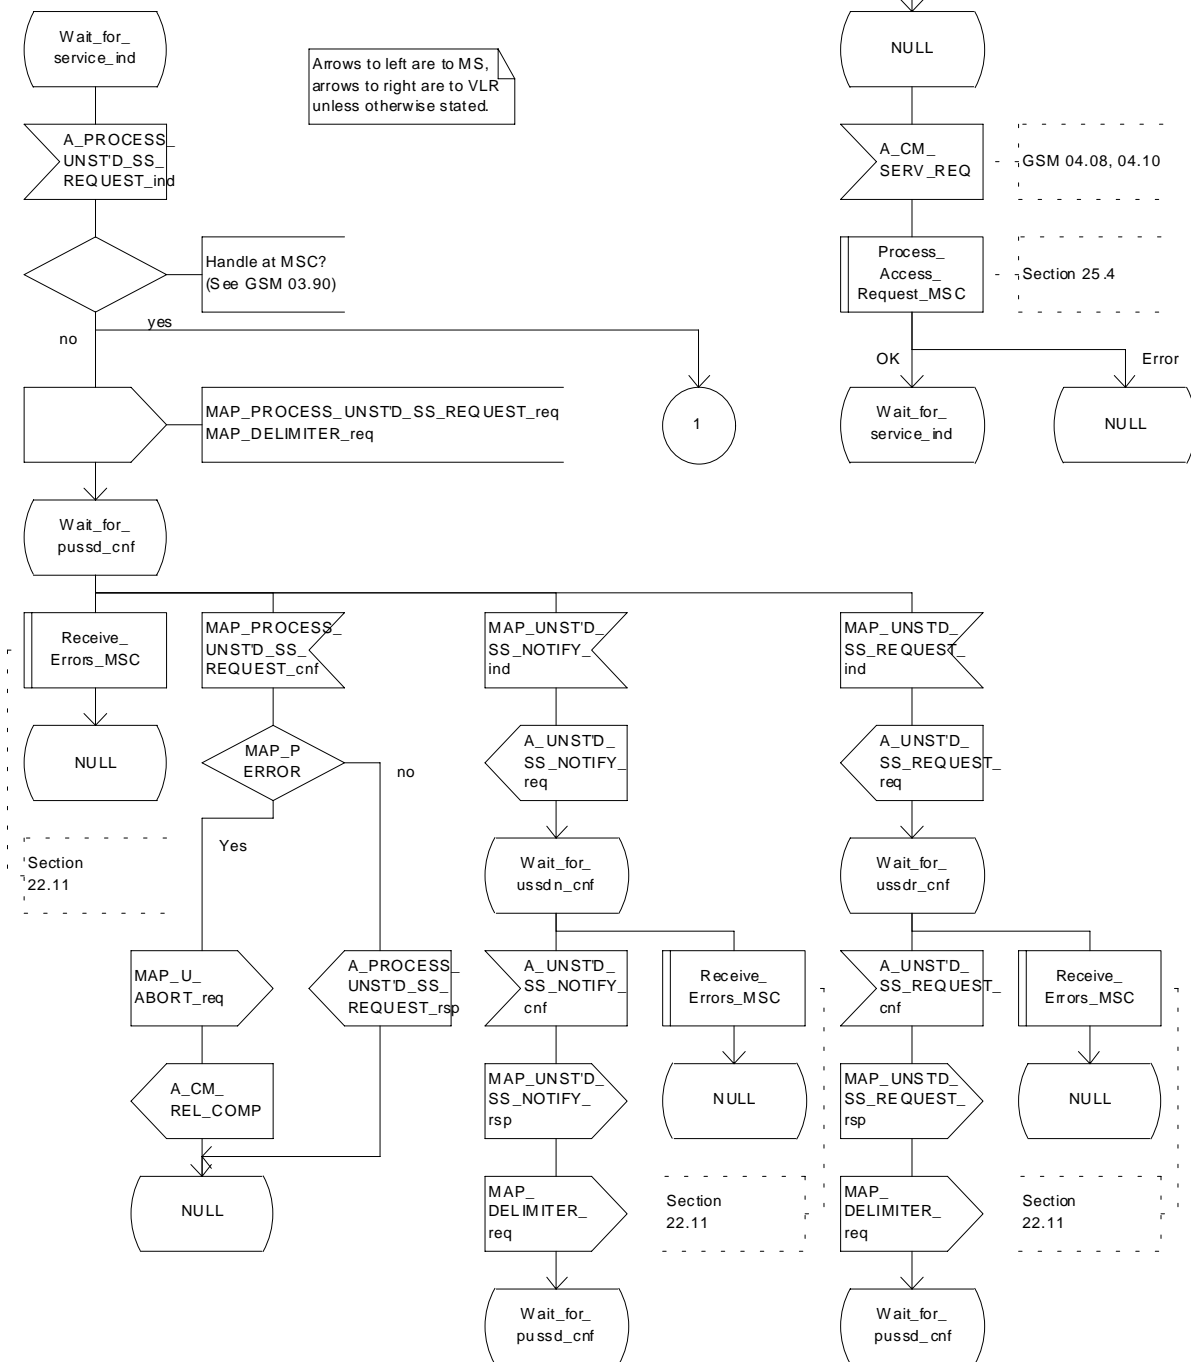 Wait_for_
service_ind
Arrows to left are to MS,
arrows to right are to VLR
unless otherwise stated.
NULL
A_PROCESS_
UNST'D_SS_
REQUEST_ind
A_CM_
SERV_REQ
GSM 04.08, 04.10
Handle at MSC?
(See GSM 03.90)
Process_
Access_
Request_MSC
Section 25.4
no
yes
OK
Error
MAP_PROCESS_UNST'D_SS_REQUEST_req
MAP_DELIMITER_req
1
Wait_for_
service_ind
NULL
Wait_for_
pussd_cnf
Receive_
Errors_MSC
MAP_PROCESS_
UNST'D_SS_
REQUEST_cnf
MAP_UNST'D_
SS_NOTIFY_
ind
MAP_UNST'D_
SS_REQUEST_
ind
NULL
MAP_P
ERROR
no
A_UNST'D_
SS_NOTIFY_
req
A_UNST'D_
SS_REQUEST_
req
Yes
Section
22.11
Wait_for_
ussdn_cnf
Wait_for_
ussdr_cnf
MAP_U_
ABORT_req
A_PROCESS_
UNST'D_SS_
REQUEST_rsp
A_UNST'D_
SS_NOTIFY_
cnf
Receive_
Errors_MSC
A_UNST'D_
SS_REQUEST_
cnf
Receive_
Errors_MSC
A_CM_
REL_COMP
MAP_UNST'D_
SS_NOTIFY_
rsp
NULL
MAP_UNST'D_
SS_REQUEST_
rsp
NULL
NULL
MAP_
DELIMITER_
req
Section
22.11
MAP_
DELIMITER_
req
Section
22.11
Wait_for_
pussd_cnf
Wait_for_
pussd_cnf